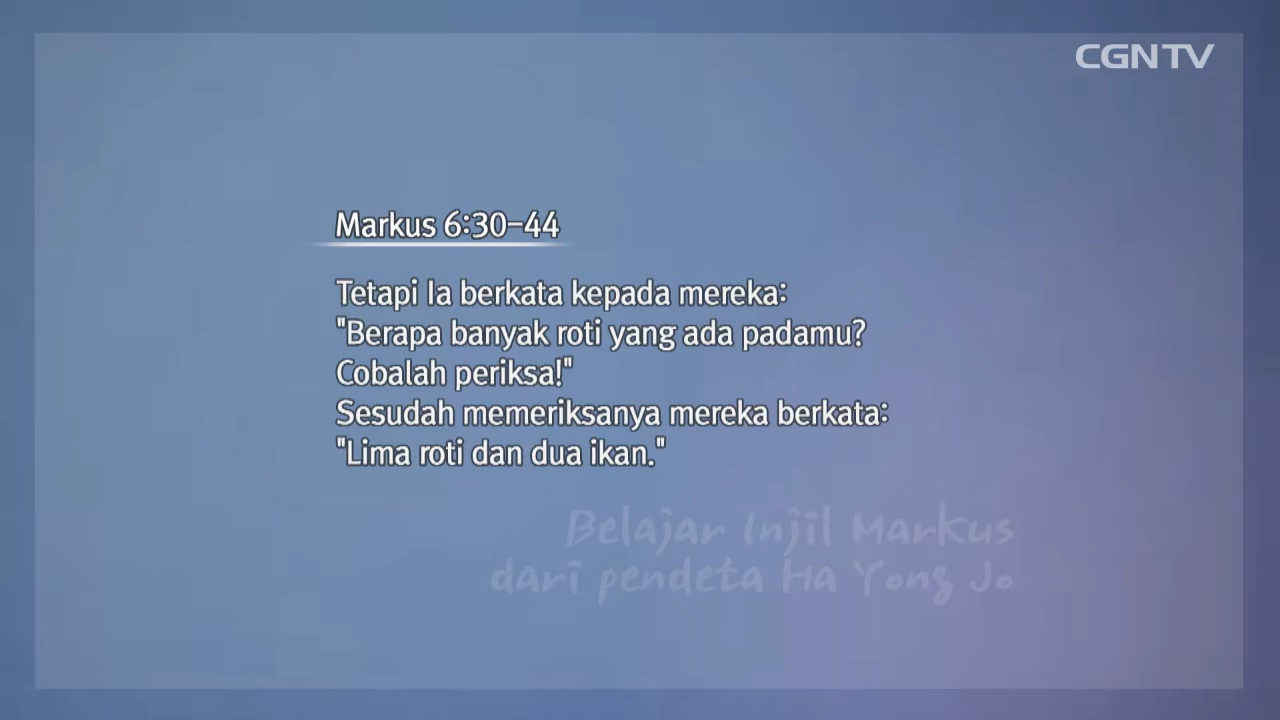 CGNTV
Markus 6:30-44
Tetapi Ia berkata kepada mereka:
"Berapa banyak roti yang ada padamu?
Cobalah periksa!"
Sesudah memeriksanya mereka berkata:
"Lima roti dan dua ikan."
Belajar Injil Markus
dari pendeta Ha Yong Jo